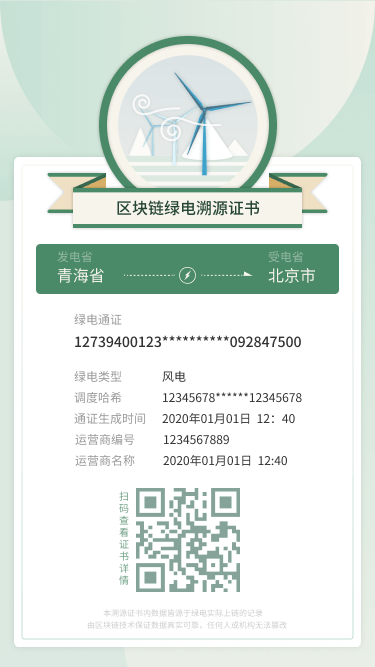 区块链绿电溯源证书
发电省 受电省
青海省 北京市
绿电通证
12739400123**********092847500
绿电类型 风电
调度哈希 12345678******12345678
通证生成时间 2020年01月01日 12：40
运营商编号 1234567889
运营商名称 2020年01月01日 12:40
扫码查看证书详情
本溯源证书内数据皆源于绿电实际上链的记录
由区块链技术保证数据真实可靠，任何人或机构无法篡改